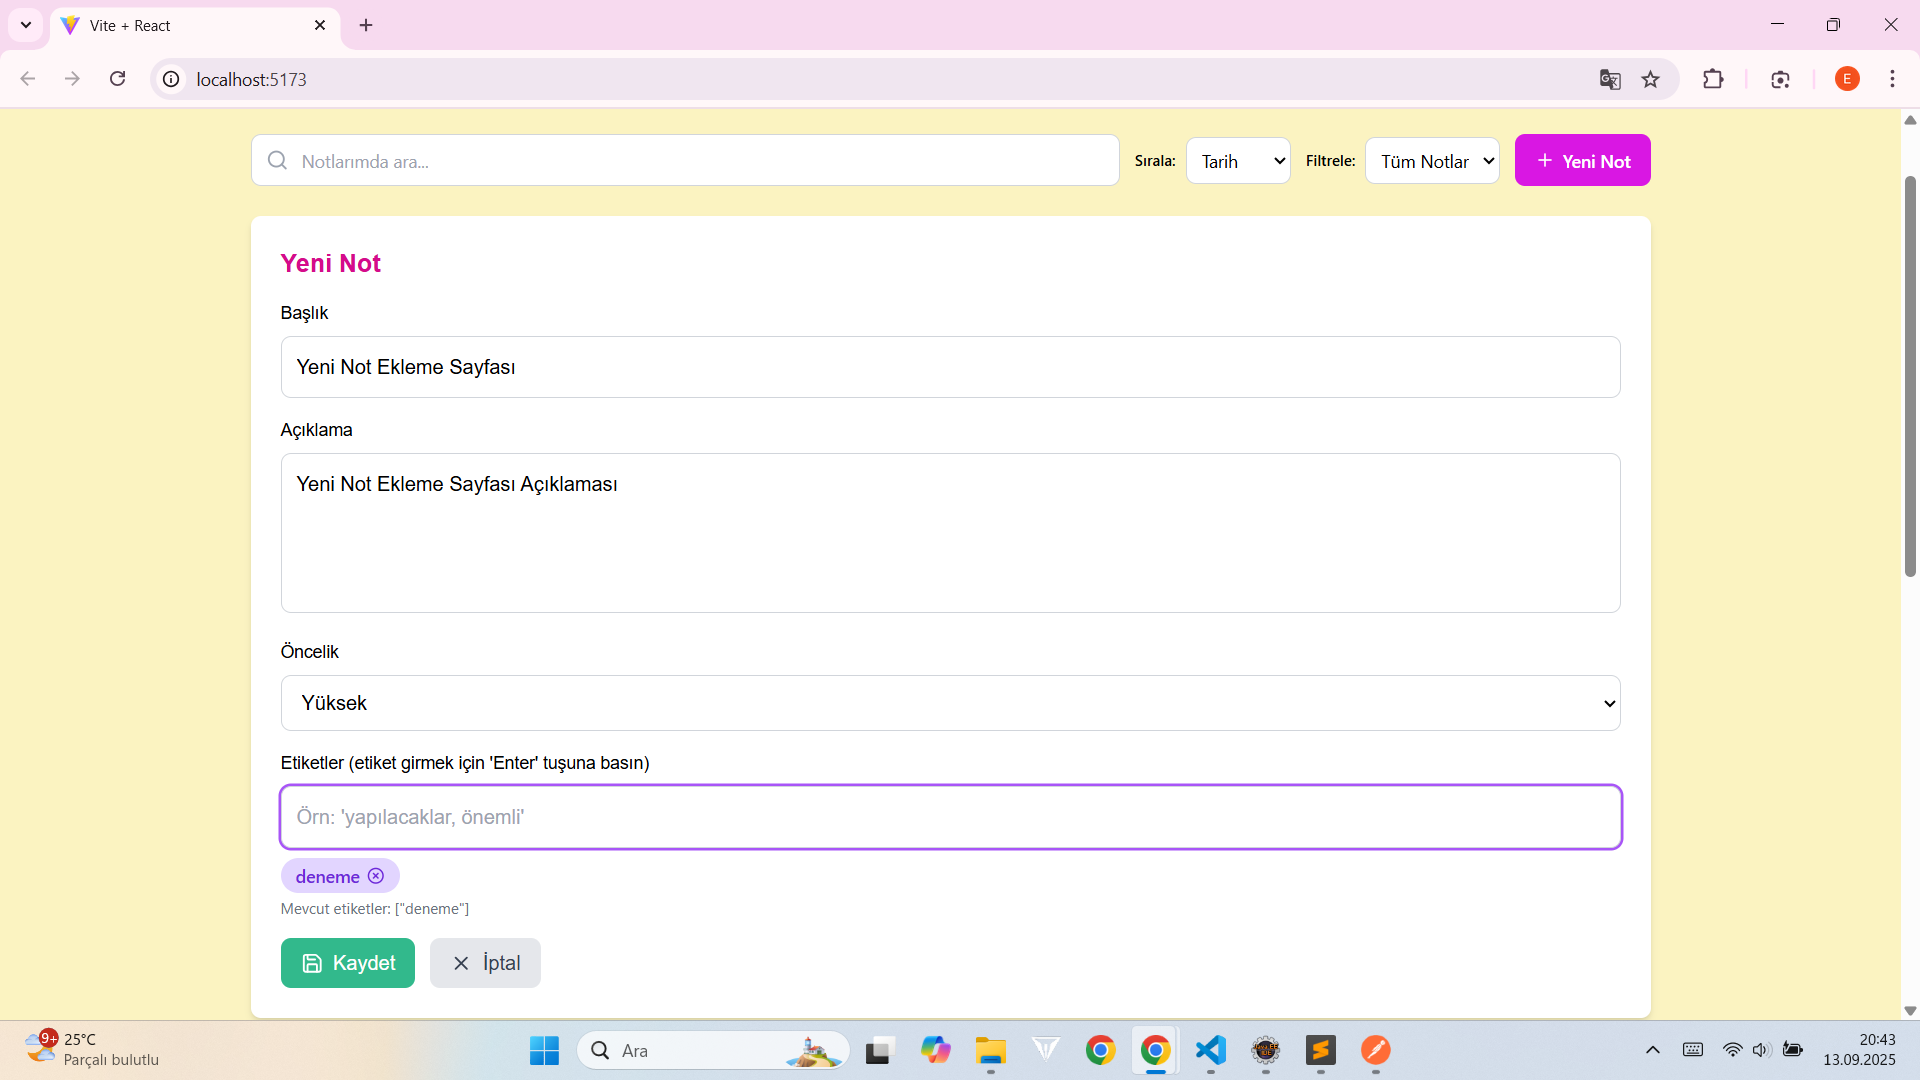 Vite + React
localhost:5173
E
Notlarımda ara...
Sırala:
Tarih
Filtrele:
Tüm Notlar
Yeni Not
Yeni Not
Başlık
Yeni Not Ekleme Sayfası
Açıklama
Yeni Not Ekleme Sayfası Açıklaması
Öncelik
Yüksek
Etiketler (etiket girmek için 'Enter' tuşuna basın)
Örn: 'yapılacaklar, önemli'
deneme
Mevcut etiketler: ["deneme"]
Kaydet
İptal
9+
25°C
Parçalı bulutlu
Ara
20:43
13.09.2025